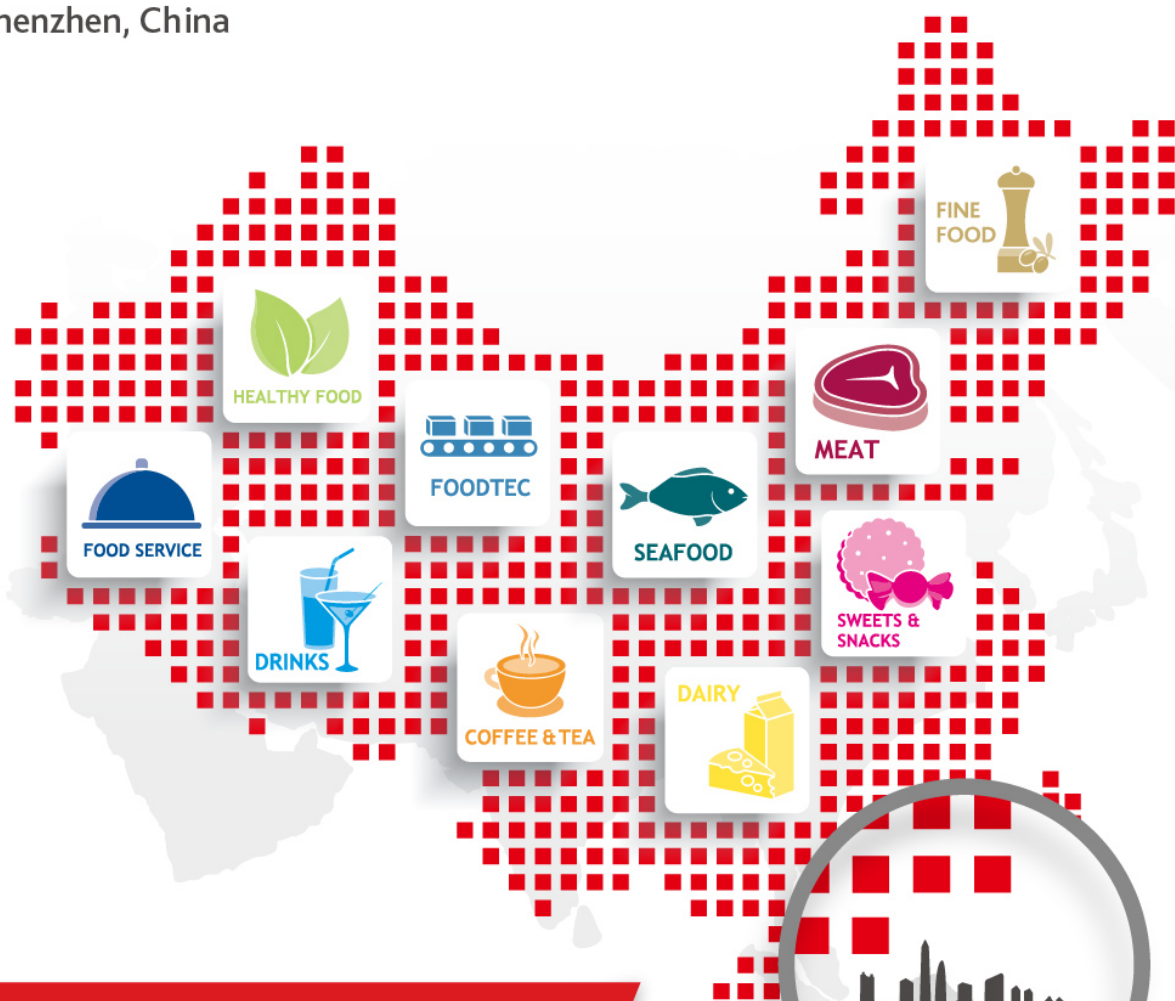 henzhen, China
FINE
FOOD
HEALTHY FOOD
MEAT
FOODTEC
FOOD SERVICE
SEAFOOD
SWEETS &
SNACKS
DRINKS
COFFEE & TEA
DAIRY